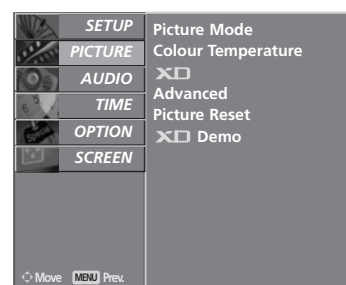 SETUP
PICTURE
AUDIO
TIME
OPTION
SCREEN
Move MENU Prev.
Picture Mode
Colour Temperature
XD
Advanced
Picture Reset
XD Demo